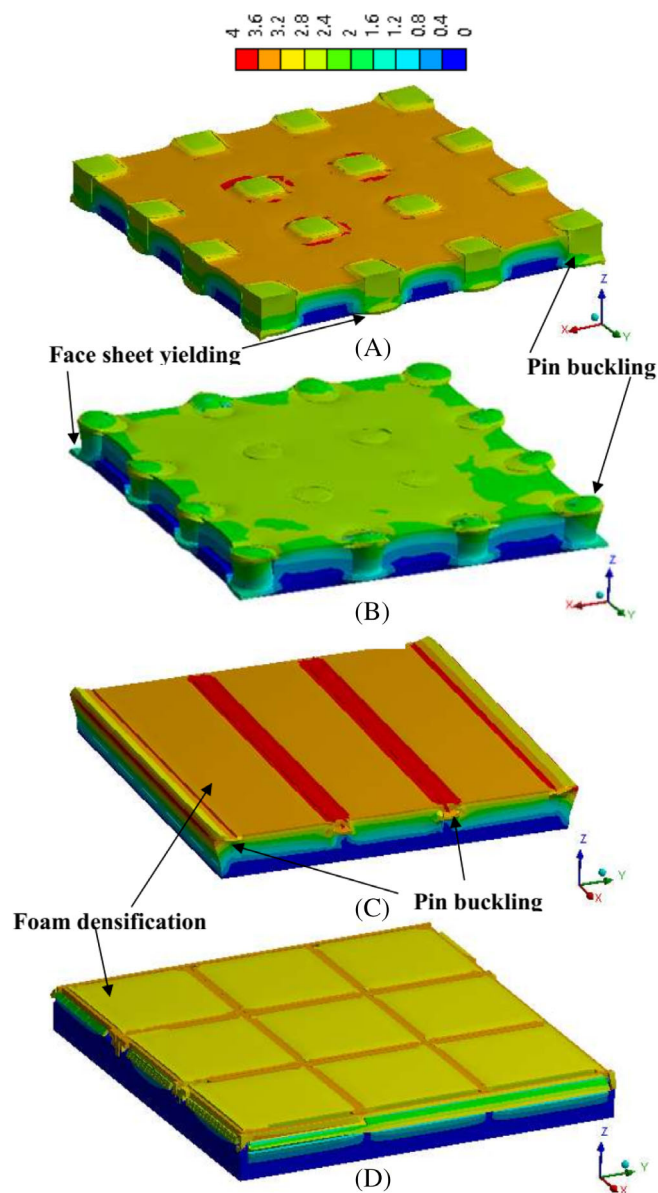 4 3.6 3.2 2.8 2.4 2 1.6 1.2 0.8 0.4 0
Z
X
Y
Face sheet yielding
(A)
Pin buckling
Z
X
Y
(B)
Z
Y
X
Foam densification
(C)
Pin buckling
Z
Y
X
(D)